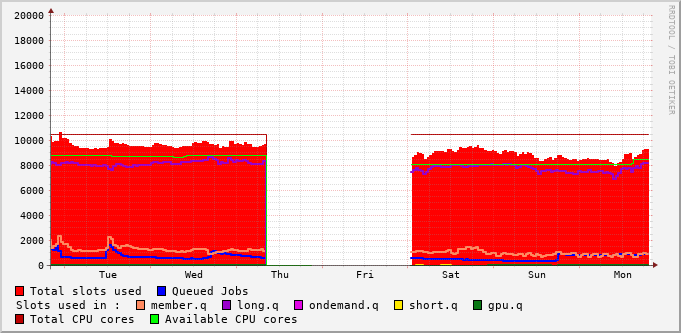 20000
18000
16000
14000
12000
10000
8000
6000
4000
2000
0
Tue Wed Thu Fri Sat Sun Mon
RRDTOOL / TOBI OETIKER
Total slots used Queued Jobs
Slots used in : member.q long.q ondemand.q short.q gpu.q
Total CPU cores Available CPU cores